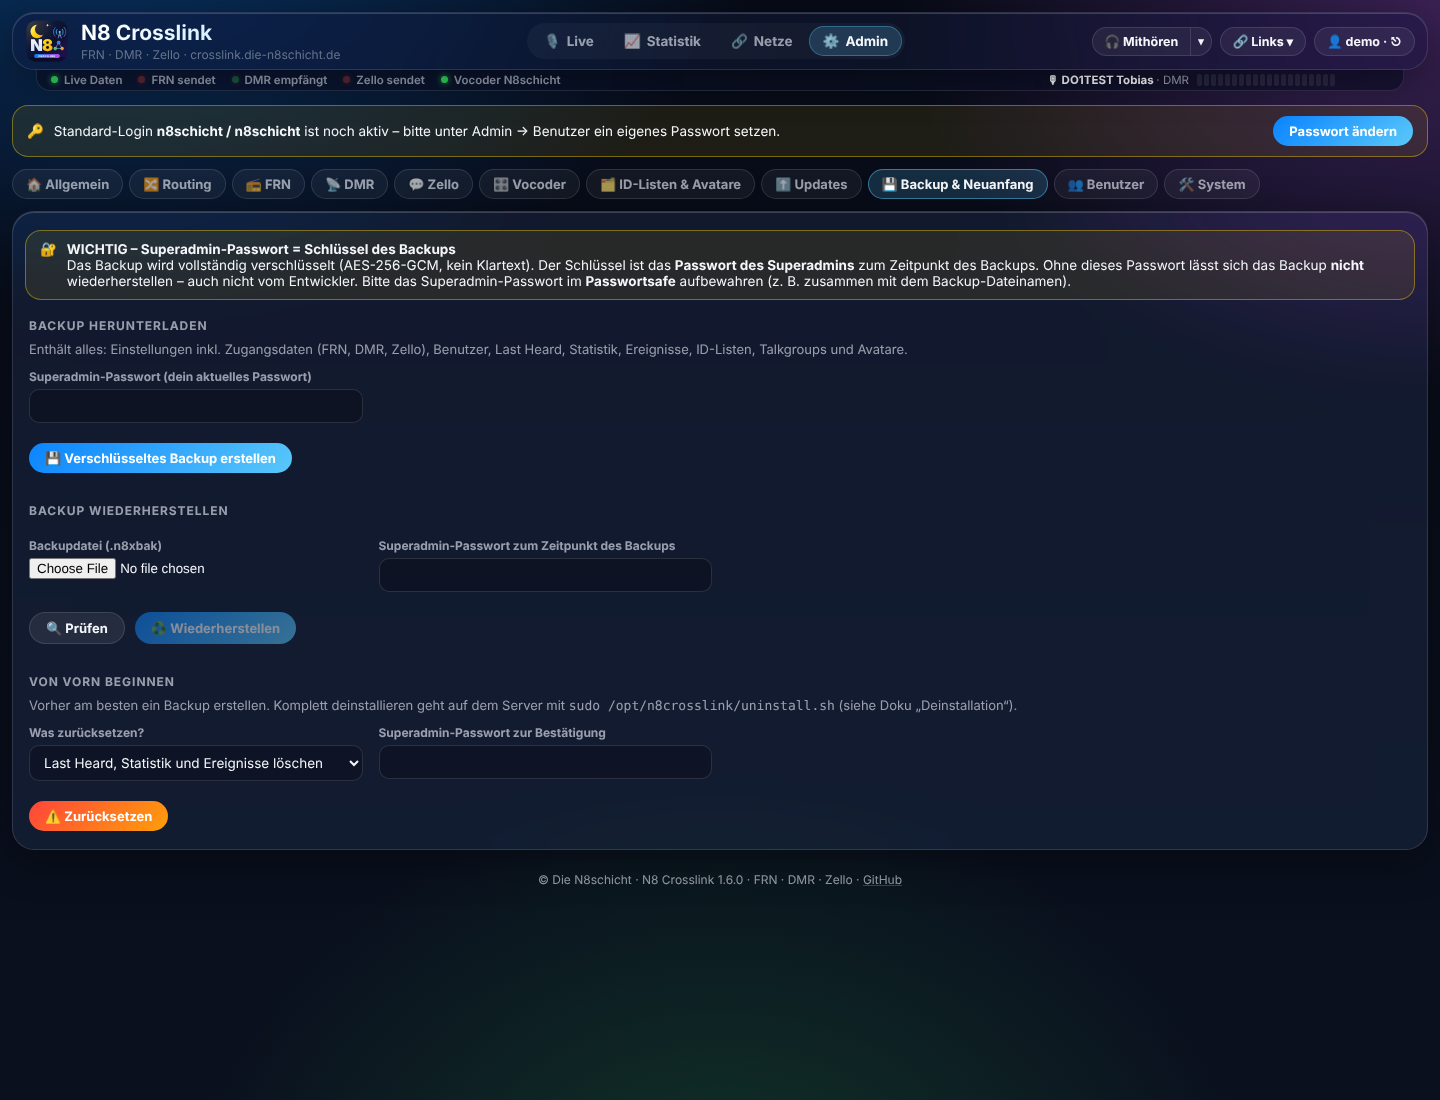 N8 Crosslink
FRN · DMR · Zello · crosslink.die-n8schicht.de
Live
Statistik
Netze
Admin
Mithören
Links
demo ·
Live Daten
FRN sendet
DMR empfängt
Zello sendet
Vocoder N8schicht
DO1TEST Tobias · DMR
Standard-Login n8schicht / n8schicht ist noch aktiv – bitte unter Admin → Benutzer ein eigenes Passwort setzen.
Passwort ändern
Allgemein
Routing
FRN
DMR
Zello
Vocoder
ID-Listen & Avatare
Updates
Backup & Neuanfang
Benutzer
System
WICHTIG – Superadmin-Passwort = Schlüssel des Backups
Das Backup wird vollständig verschlüsselt (AES-256-GCM, kein Klartext). Der Schlüssel ist das Passwort des Superadmins zum Zeitpunkt des Backups. Ohne dieses Passwort lässt sich das Backup nicht
wiederherstellen – auch nicht vom Entwickler. Bitte das Superadmin-Passwort im Passwortsafe aufbewahren (z. B. zusammen mit dem Backup-Dateinamen).
BACKUP HERUNTERLADEN
Enthält alles: Einstellungen inkl. Zugangsdaten (FRN, DMR, Zello), Benutzer, Last Heard, Statistik, Ereignisse, ID-Listen, Talkgroups und Avatare.
Superadmin-Passwort (dein aktuelles Passwort)
Verschlüsseltes Backup erstellen
BACKUP WIEDERHERSTELLEN
Backupdatei (.n8xbak)
Superadmin-Passwort zum Zeitpunkt des Backups
Choose File No file chosen
Prüfen
Wiederherstellen
VON VORN BEGINNEN
Vorher am besten ein Backup erstellen. Komplett deinstallieren geht auf dem Server mit sudo /opt/n8crosslink/uninstall.sh (siehe Doku „Deinstallation“).
Was zurücksetzen?
Superadmin-Passwort zur Bestätigung
Last Heard, Statistik und Ereignisse löschen
Zurücksetzen
© Die N8schicht · N8 Crosslink 1.6.0 · FRN · DMR · Zello · GitHub